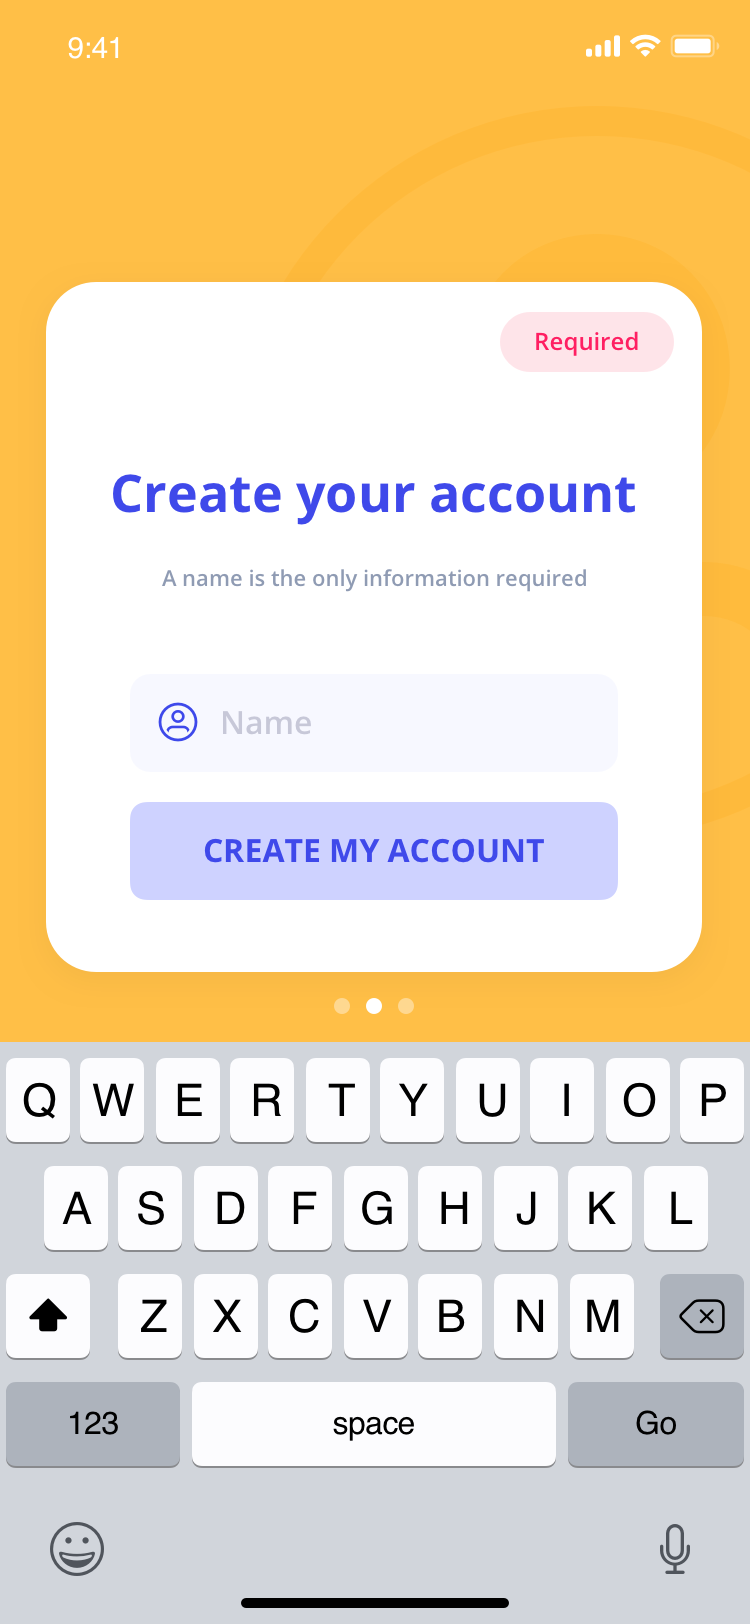 9:41
Required
Create your account
A name is the only information required
Name
CREATE MY ACCOUNT
Q W E R T Y U I O P
A S D F G H J K L
Z X C V B N M
123 space Go